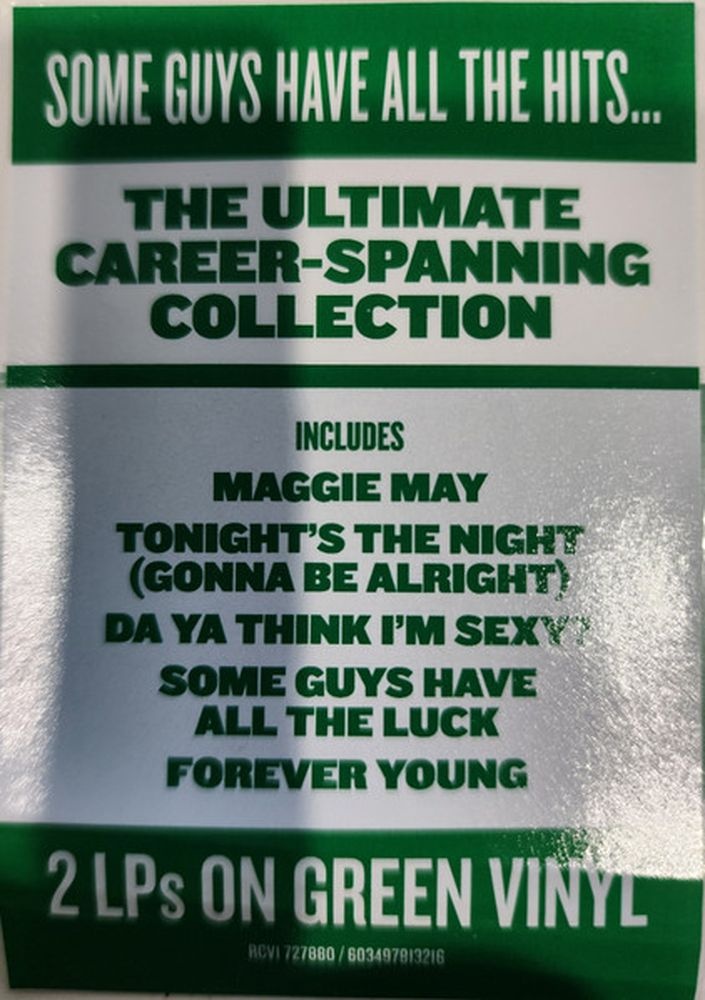 SOME GUYS HAVE ALL THE HITS...
THE ULTIMATE
CAREER-SPANNING
COLLECTION
INCLUDES
MAGGIE MAY
TONIGHT'S THE NIGHT
(GONNA BE ALRIGHT)
DA YA THINK I'M SEXY?
SOME GUYS HAVE
ALL THE LUCK
FOREVER YOUNG
2 LPs ON GREEN VINYL
RCV1 727880 / 603497813216